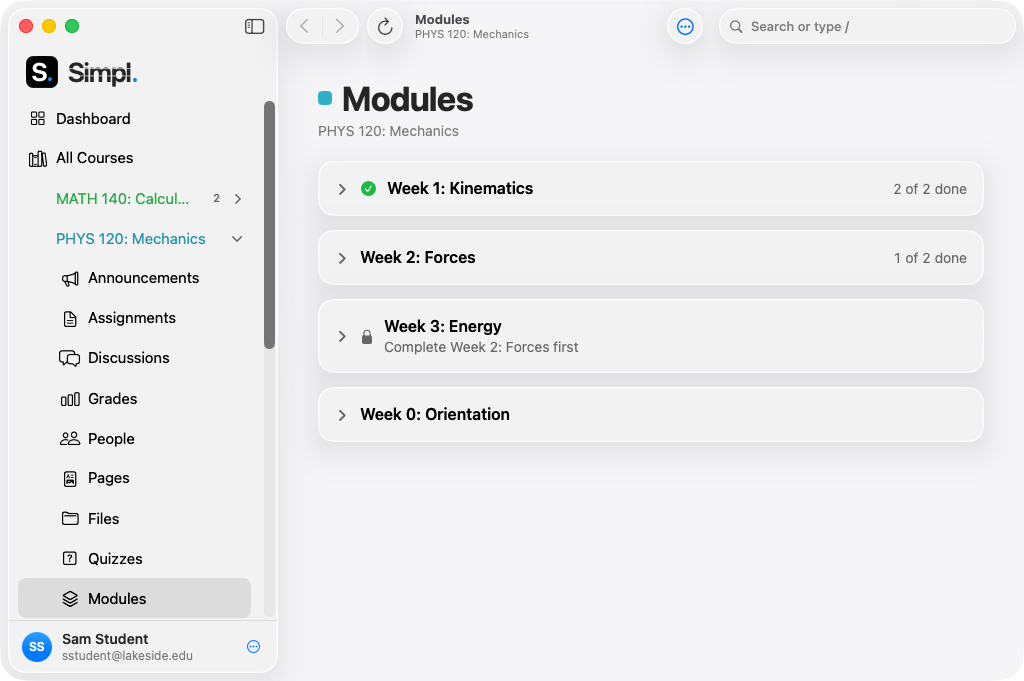 Modules
PHYS 120: Mechanics
Search or type /
S.
Simpl.
Dashboard
All Courses
MATH 140: Calcul... 2
PHYS 120: Mechanics
Announcements
Assignments
Discussions
Grades
People
Pages
Files
Quizzes
Modules
SS
Sam Student
sstudent@lakeside.edu
Modules
PHYS 120: Mechanics
Week 1: Kinematics 2 of 2 done
Week 2: Forces 1 of 2 done
Week 3: Energy
Complete Week 2: Forces first
Week 0: Orientation